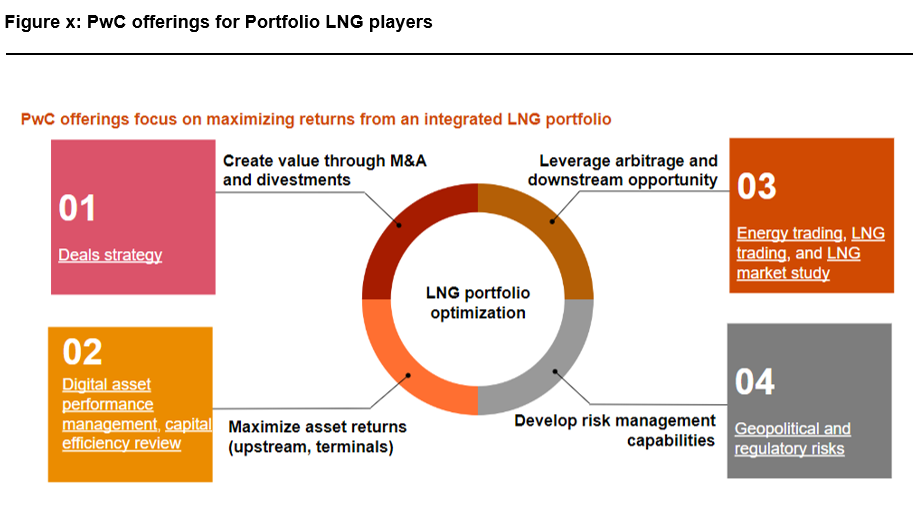 Figure x: PwC offerings for Portfolio LNG players
PwC offerings focus on maximizing returns from an integrated LNG portfolio
01
Deals strategy
Create value through M&A
and divestments
02
Digital asset
performance
management, capital
efficiency review
Maximize asset returns
(upstream, terminals)
LNG portfolio
optimization
Leverage arbitrage and
downstream opportunity
03
Energy trading, LNG
trading, and LNG
market study
Develop risk management
capabilities
04
Geopolitical and
regulatory risks